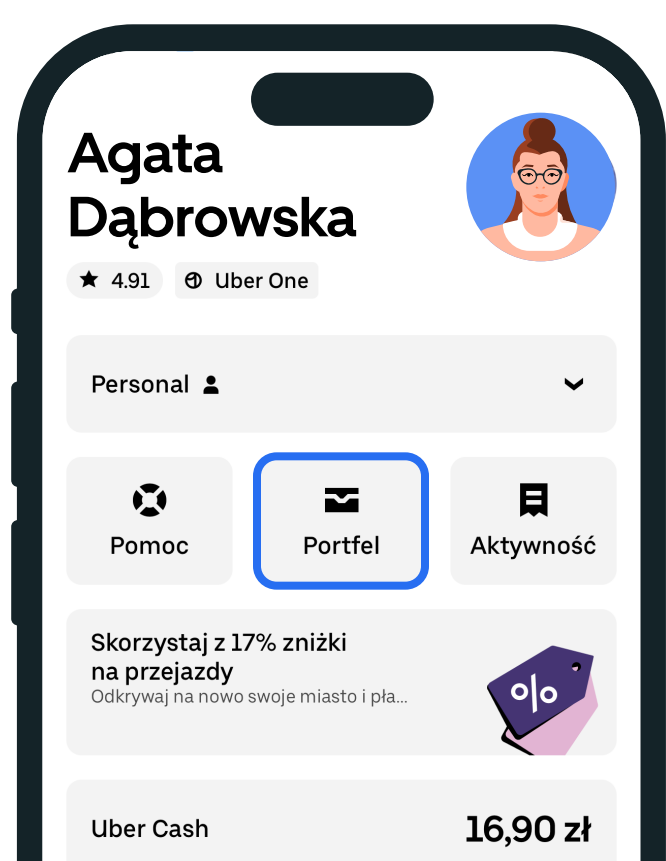 Agata
Dąbrowska
4.91 Uber One
Personal
Pomoc Portfel Aktywność
Skorzystaj z 17% zniżki
na przejazdy
Odkrywaj na nowo swoje miasto i pła...
%
Uber Cash 16,90 zł